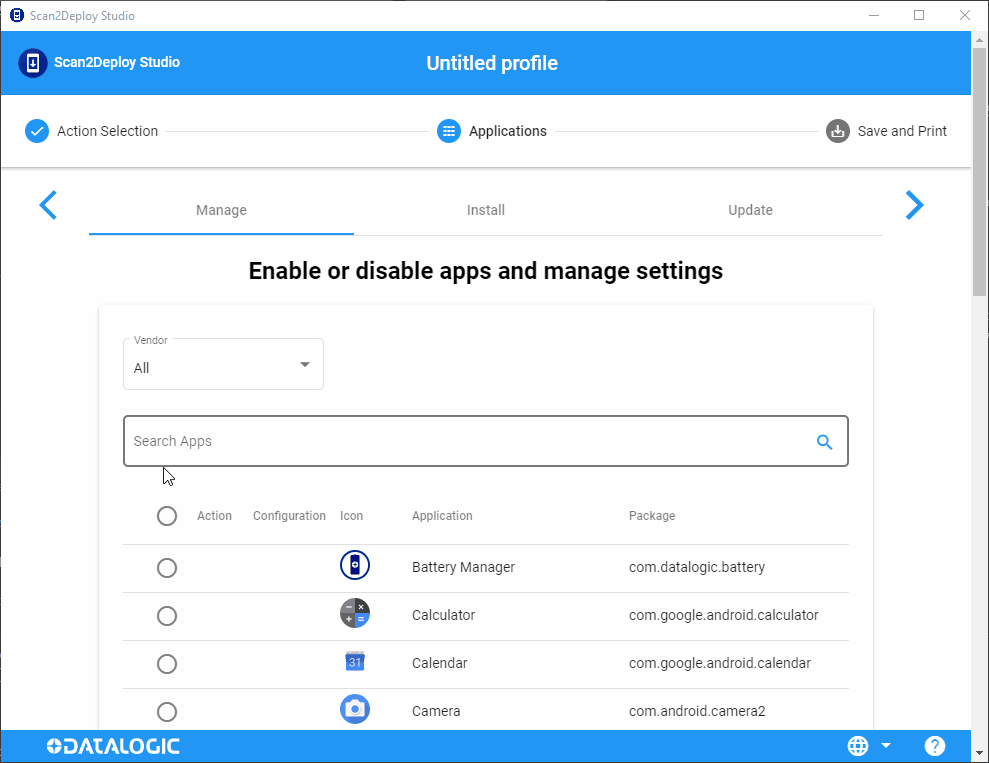 Scan2Deploy Studio
Scan2Deploy Studio
Untitled profile
Action Selection
Applications
Save and Print
Manage
Install
Update
Enable or disable apps and manage settings
Vendor
All
Search Apps
Action Configuration Icon Application Package
Battery Manager com.datalogic.battery
Calculator com.google.android.calculator
31 Calendar com.google.android.calendar
Camera com.android.camera2
DATALOGIC
?